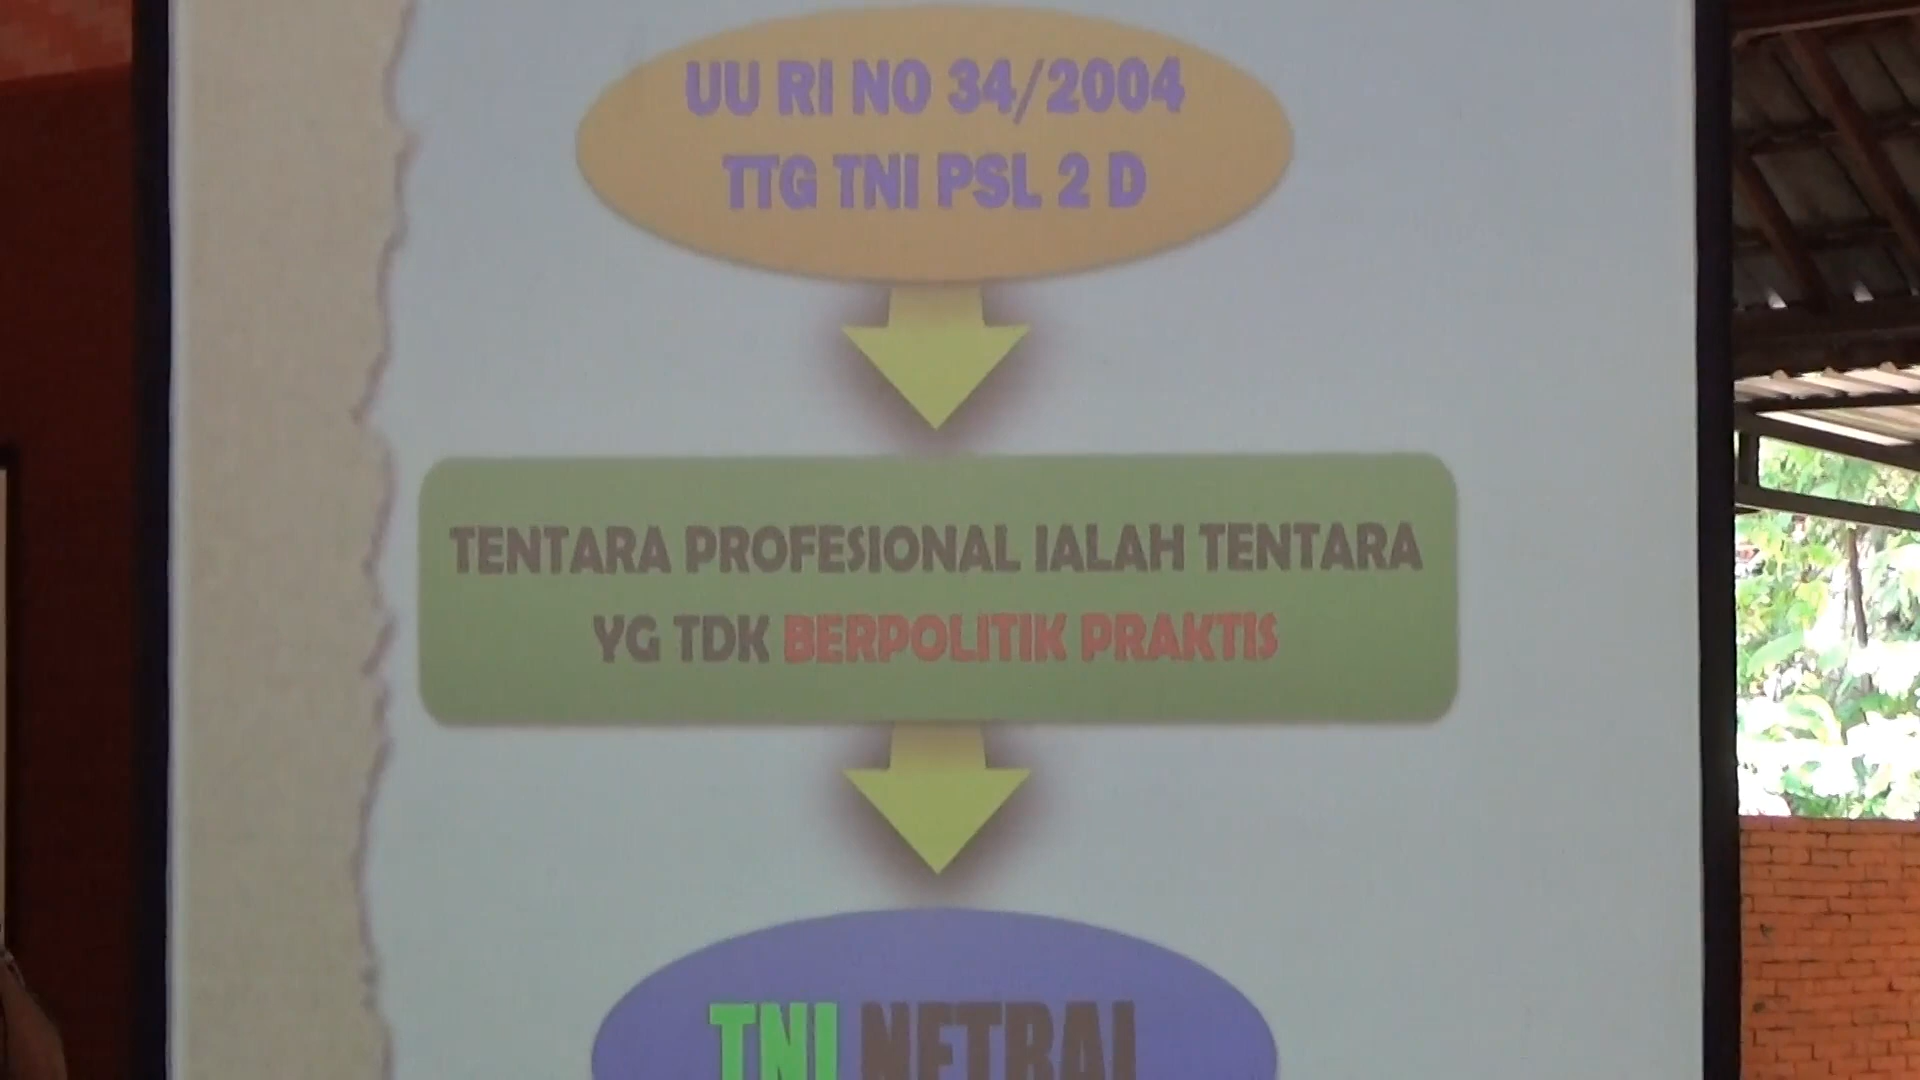 UU RI NO 34/2004
TTG TNI PSL 2 D
TENTARA PROFESIONAL IALAH TENTARA
YG TDK BERPOLITIK PRAKTIS
TNI NETRAL